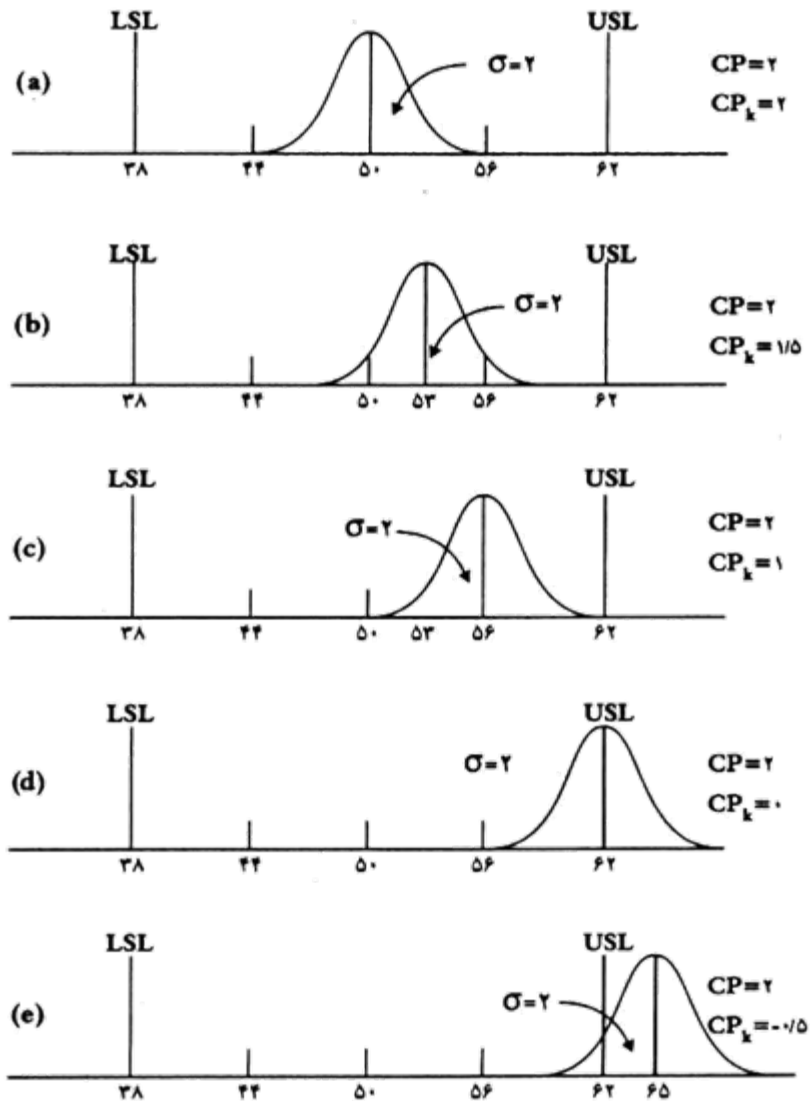 LSL USL
(a) σ=۲ CP=۲
CPk=۲
۳۸ ۴۴ ۵۰ ۵۶ ۶۲
LSL USL
(b) σ=۲ CP=۲
CPk=۱/۵
۳۸ ۴۴ ۵۰ ۵۳ ۵۶ ۶۲
LSL USL
(c) σ=۲ CP=۲
CPk=۱
۳۸ ۴۴ ۵۰ ۵۳ ۵۶ ۶۲
LSL USL
(d) σ=۲ CP=۲
CPk=۰
۳۸ ۴۴ ۵۰ ۵۶ ۶۲
LSL USL
(e) σ=۲ CP=۲
CPk=-۰/۵
۳۸ ۴۴ ۵۰ ۵۶ ۶۲ ۶۵